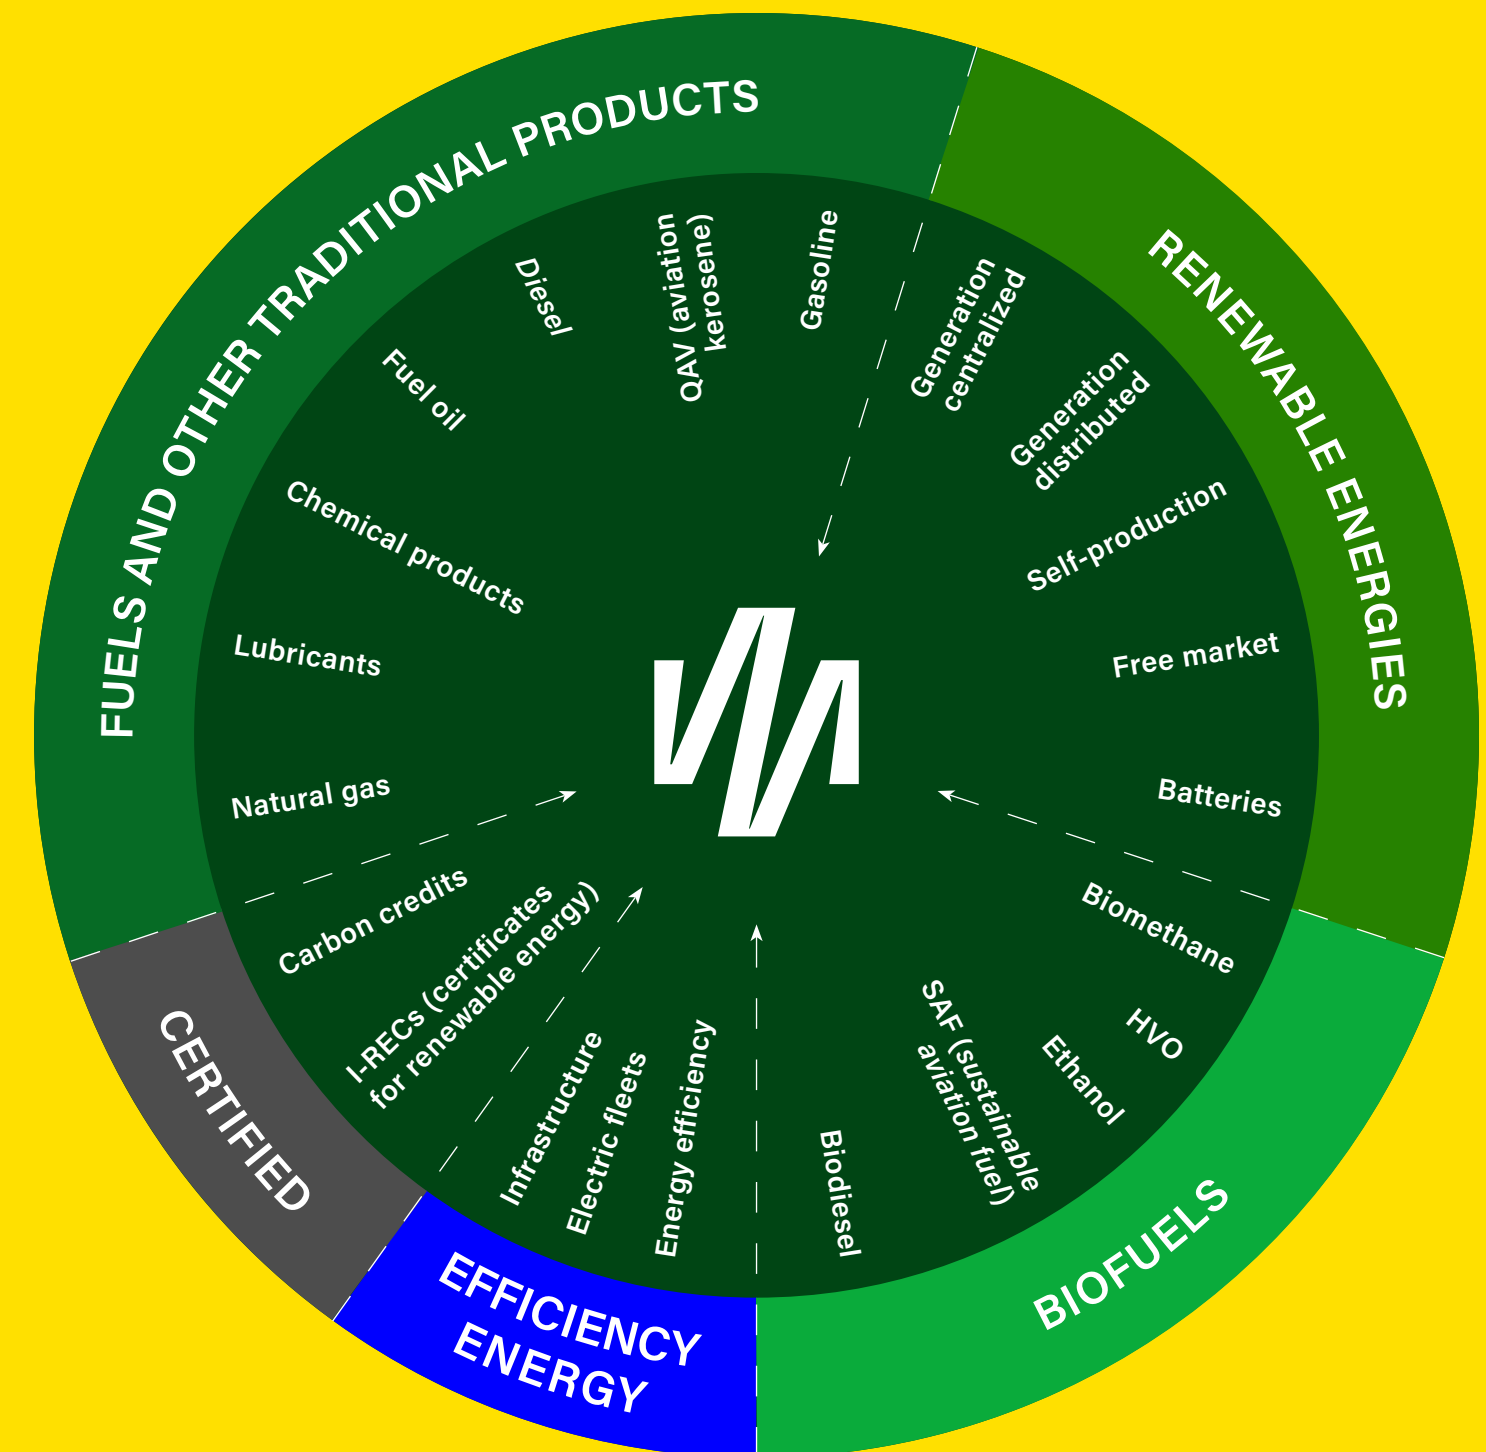 FUELS AND OTHER TRADITIONAL PRODUCTS
Natural gas
Lubricants
Chemical products
Fuel oil
Diesel
QAV (aviation
kerosene)
Gasoline
RENEWABLE ENERGIES
Generation
centralized
Generation
distributed
Self-production
Free market
Batteries
BIOFUELS
Biomethane
HVO
Ethanol
SAF (sustainable
aviation fuel)
Biodiesel
EFFICIENCY
ENERGY
Energy efficiency
Electric fleets
Infrastructure
CERTIFIED
I-RECs (certificates
for renewable energy)
Carbon credits